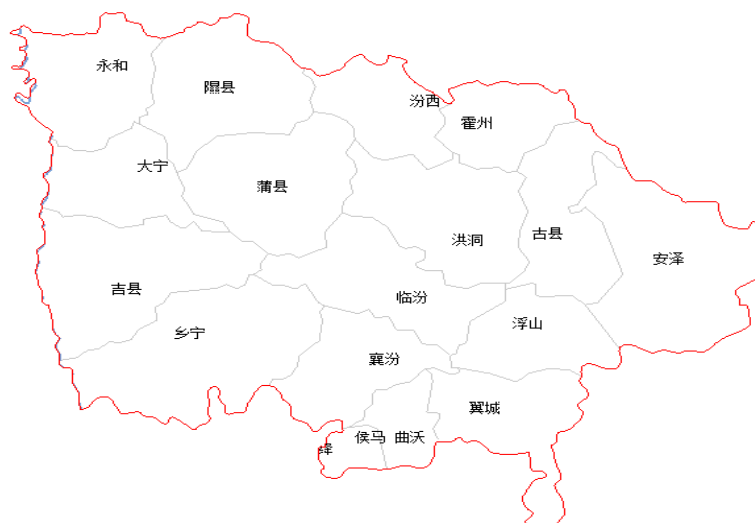 永和
隰县
汾西
霍州
大宁
蒲县
洪洞
古县
安泽
吉县
临汾
乡宁
浮山
襄汾
翼城
侯马
曲沃
绛